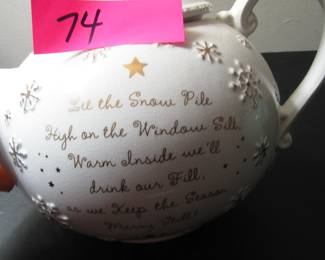 74
Let the Snow Pile
High on the Window Sill,
Warm Inside we'll
drink our Fill,
as we Keep the Season
Merry Still!